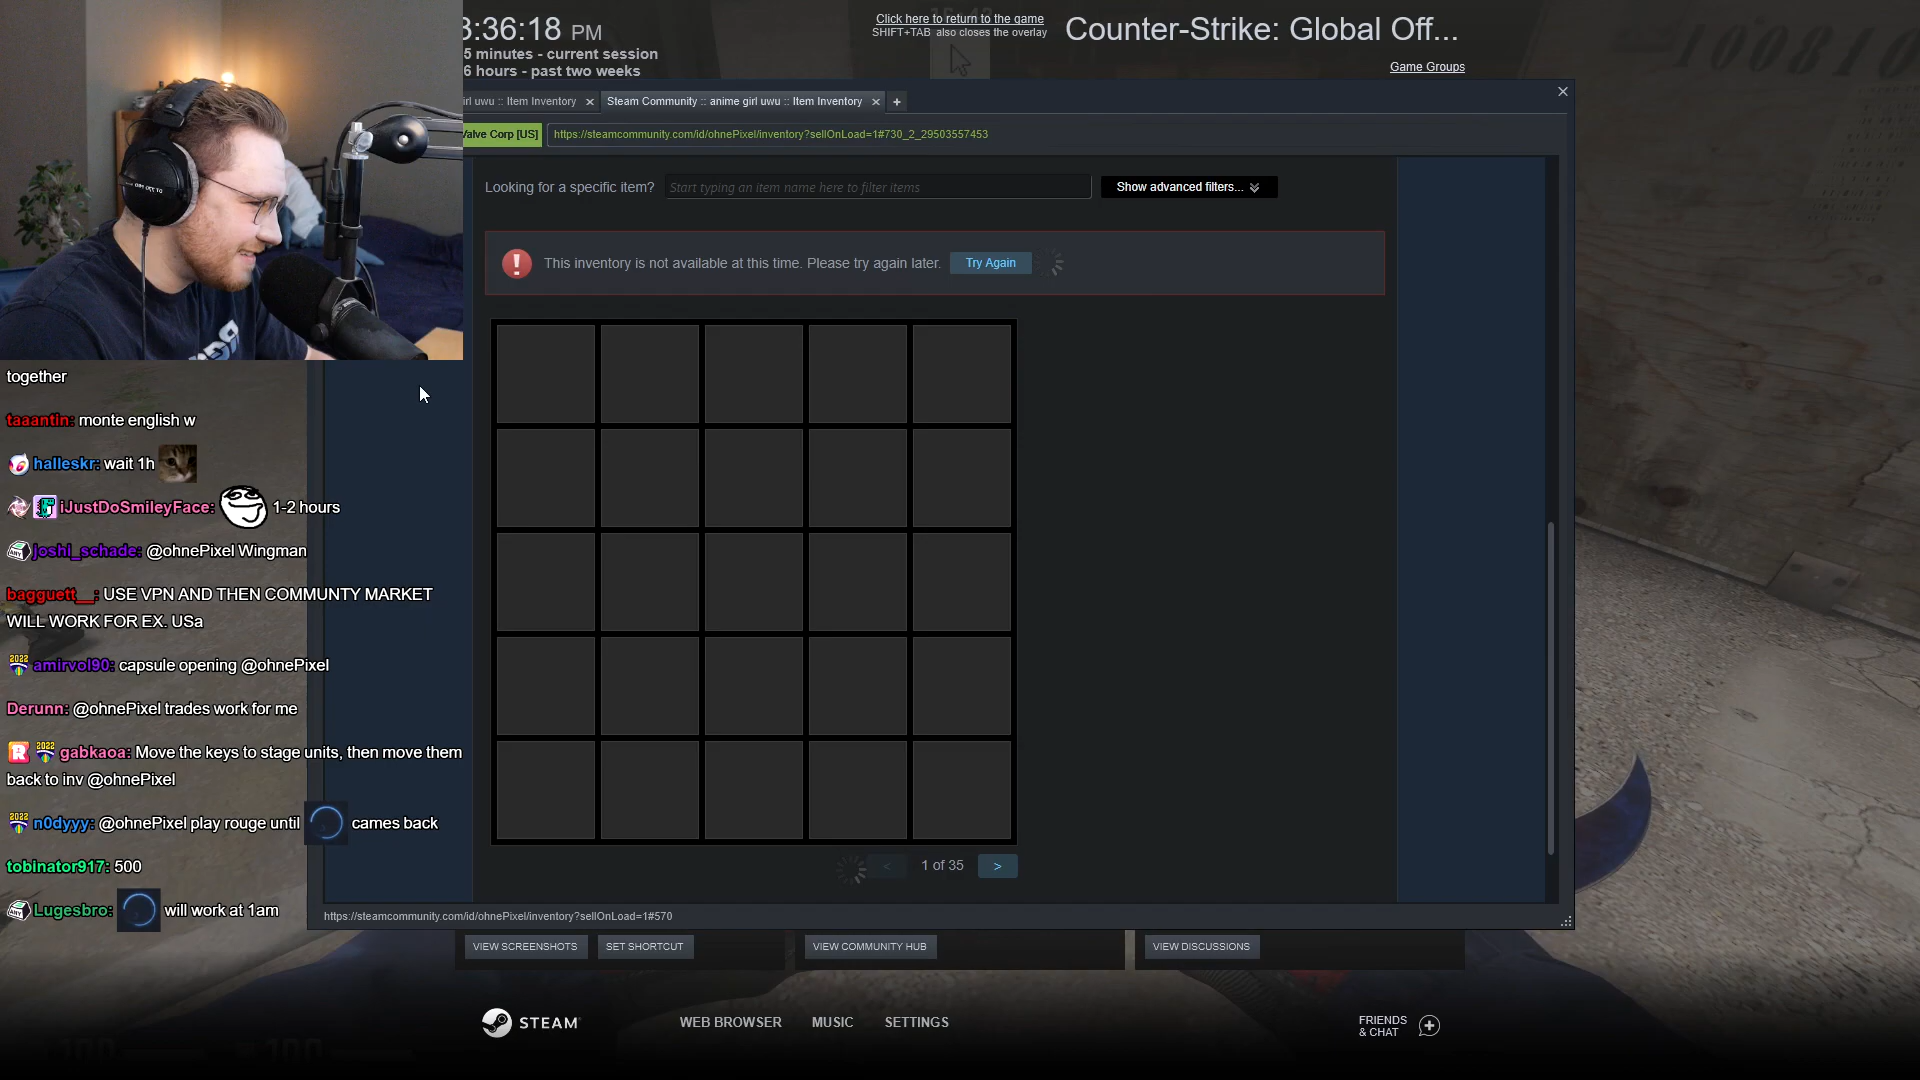 8:36:18 PM
5 minutes - current session
6 hours - past two weeks
Click here to return to the game
SHIFT+TAB also closes the overlay
Counter-Strike: Global Off...
Game Groups
irl uwu :: Item Inventory
Steam Community :: anime girl uwu :: Item Inventory
Valve Corp [US]
https://steamcommunity.com/id/ohnePixel/inventory?sellOnLoad=1#730_2_29503557453
Looking for a specific item?
Start typing an item name here to filter items
Show advanced filters...
This inventory is not available at this time. Please try again later.
Try Again
together
taaantin: monte english w
halleskr: wait 1h
iJustDoSmileyFace: 1-2 hours
joshi_schade: @ohnePixel Wingman
bagguett__: USE VPN AND THEN COMMUNTY MARKET
WILL WORK FOR EX. USa
amirvol90: capsule opening @ohnePixel
Derunn: @ohnePixel trades work for me
gabkaoa: Move the keys to stage units, then move them
back to inv @ohnePixel
n0dyyy: @ohnePixel play rouge until cames back
tobinator917: 500
Lugesbro: will work at 1am
< 1 of 35 >
https://steamcommunity.com/id/ohnePixel/inventory?sellOnLoad=1#570
VIEW SCREENSHOTS
SET SHORTCUT
VIEW COMMUNITY HUB
VIEW DISCUSSIONS
STEAM
WEB BROWSER
MUSIC
SETTINGS
FRIENDS
& CHAT